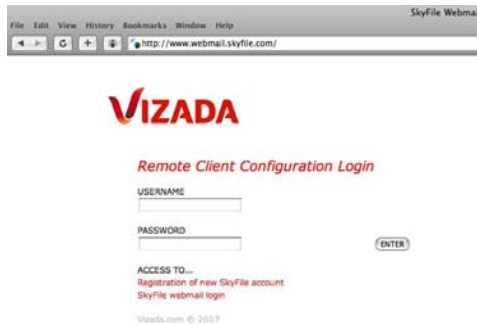 SkyFile Webmai
File Edit View History Bookmarks Window Help
http://www.webmail.skyfile.com/
VIZADA
Remote Client Configuration Login
USERNAME
PASSWORD
ENTER
ACCESS TO...
Registration of new SkyFile account
SkyFile webmail login
Vizada.com © 2007